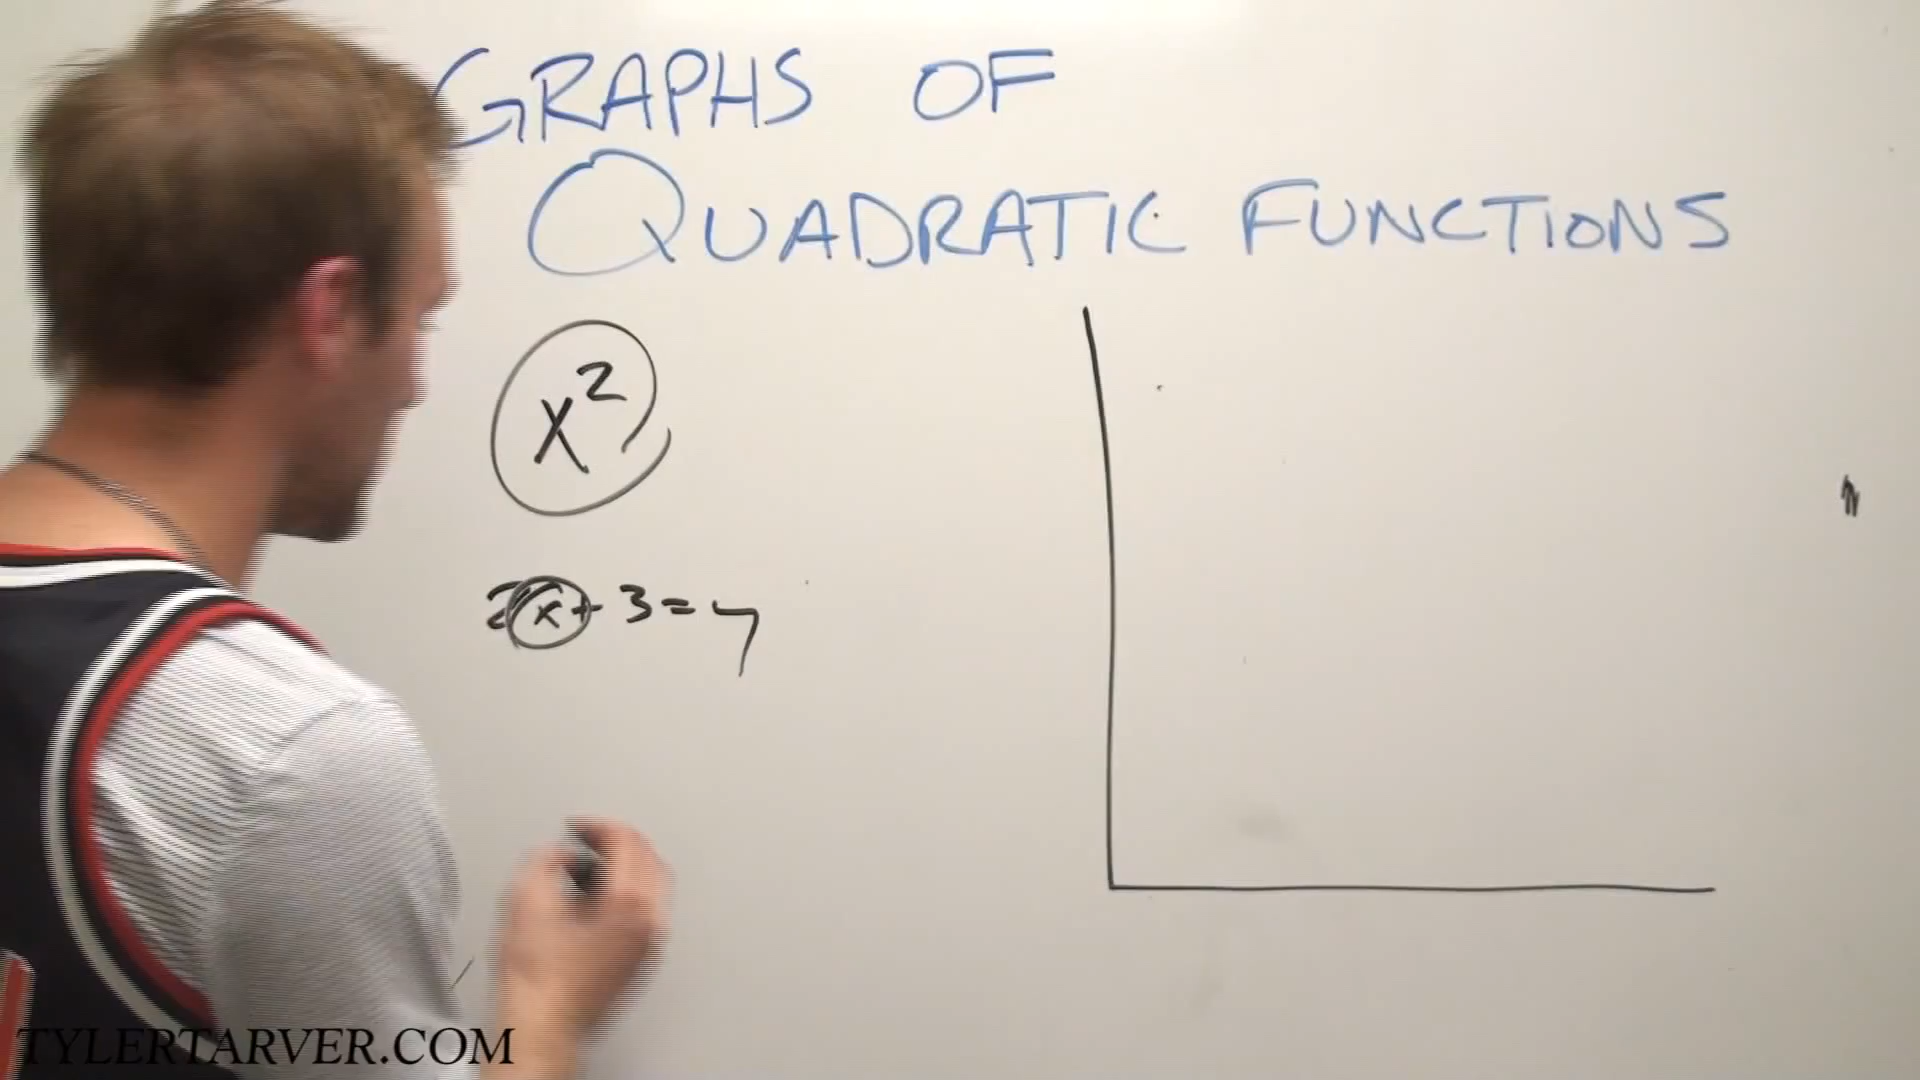 GRAPHS OF
QUADRATIC FUNCTIONS
x²
2x + 3 = y
TYLERTARVER.COM